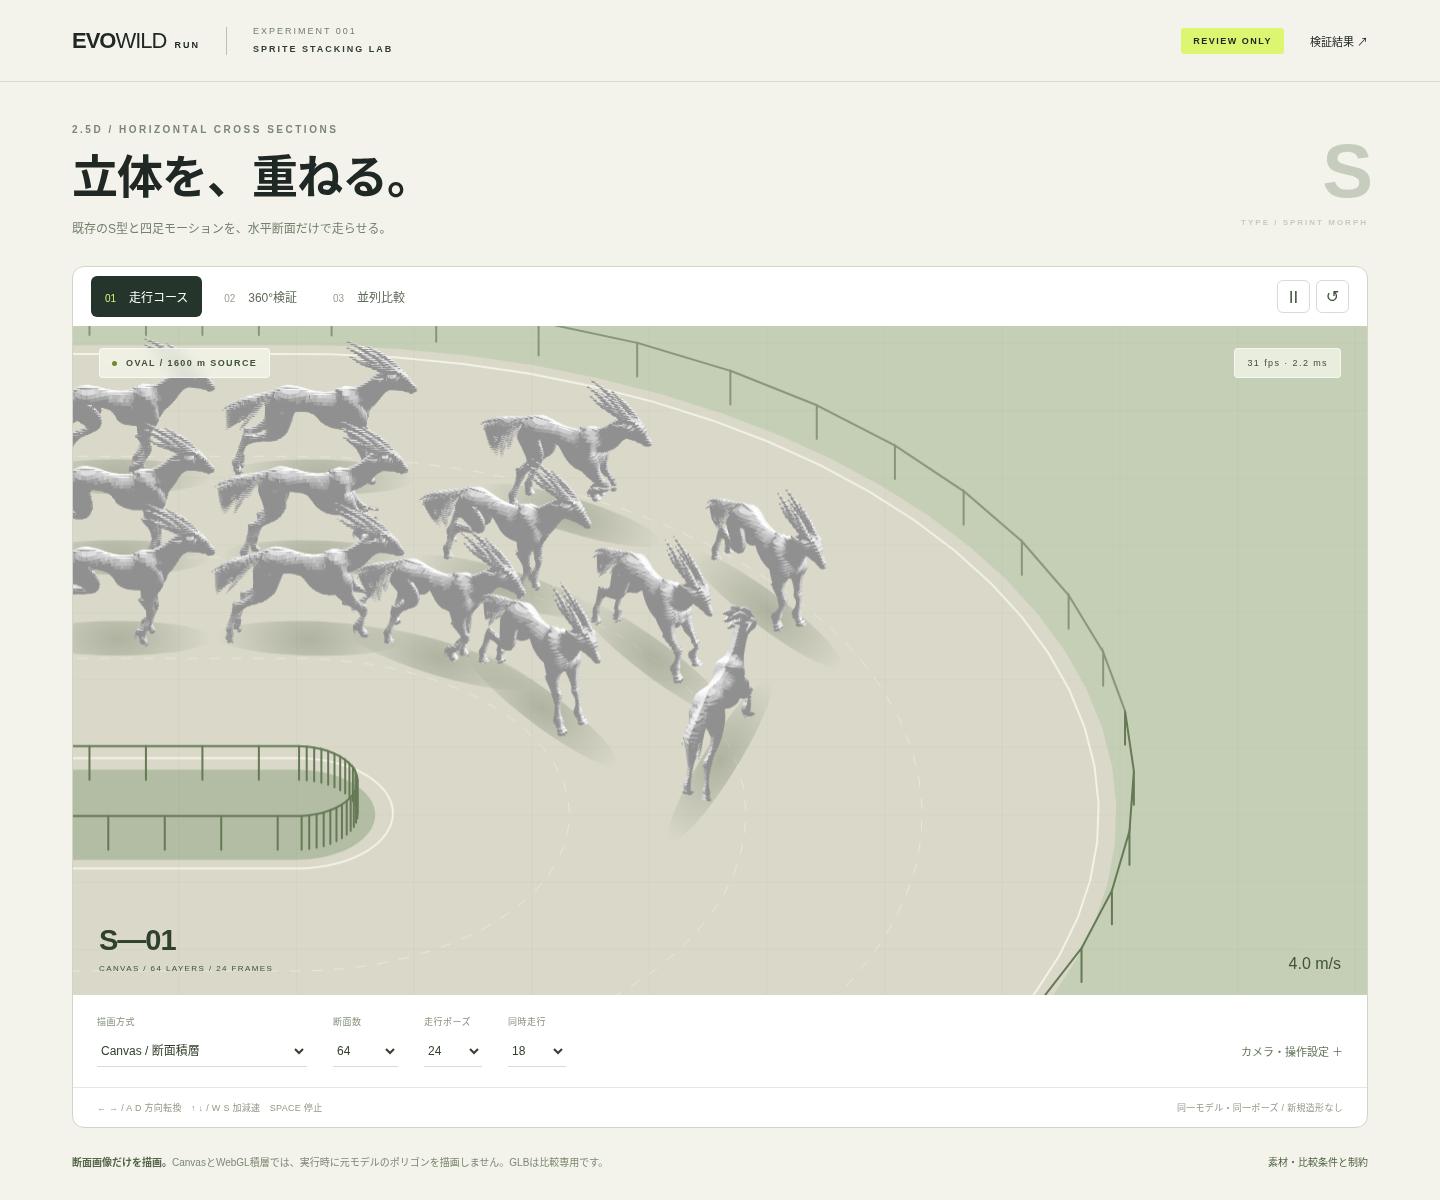 EVOWILD RUN
EXPERIMENT 001
SPRITE STACKING LAB
REVIEW ONLY
検証結果 ↗
2.5D / HORIZONTAL CROSS SECTIONS
立体を、重ねる。
既存のS型と四足モーションを、水平断面だけで走らせる。
S
TYPE / SPRINT MORPH
01 走行コース
02 360°検証
03 並列比較
OVAL / 1600 m SOURCE
31 fps · 2.2 ms
S—01
CANVAS / 64 LAYERS / 24 FRAMES
4.0 m/s
描画方式
断面数
走行ポーズ
同時走行
Canvas / 断面積層
64
24
18
カメラ・操作設定 ＋
← → / A D 方向転換 ↑ ↓ / W S 加減速 SPACE 停止
同一モデル・同一ポーズ / 新規造形なし
断面画像だけを描画。CanvasとWebGL積層では、実行時に元モデルのポリゴンを描画しません。GLBは比較専用です。
素材・比較条件と制約